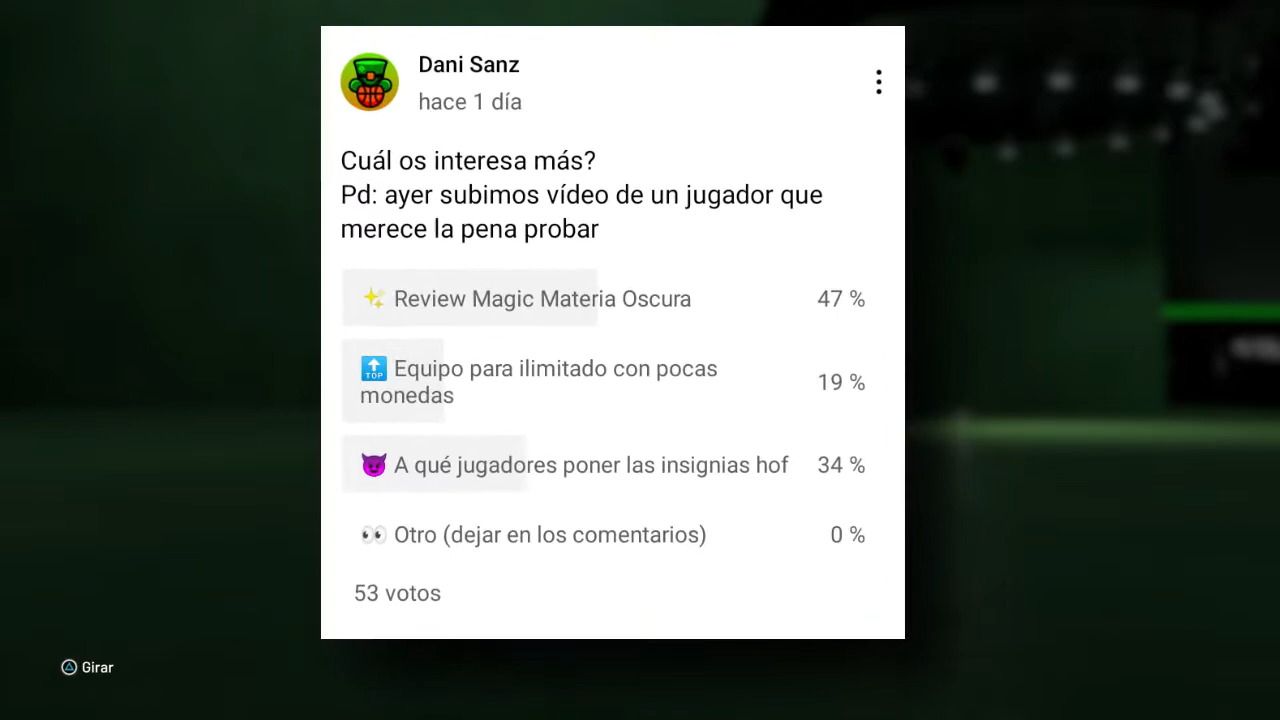 Dani Sanz
hace 1 día
Cuál os interesa más?
Pd: ayer subimos vídeo de un jugador que
merece la pena probar
✨ Review Magic Materia Oscura 47 %
🔝 Equipo para ilimitado con pocas
monedas 19 %
😈 A qué jugadores poner las insignias hof 34 %
👀 Otro (dejar en los comentarios) 0 %
53 votos
Girar